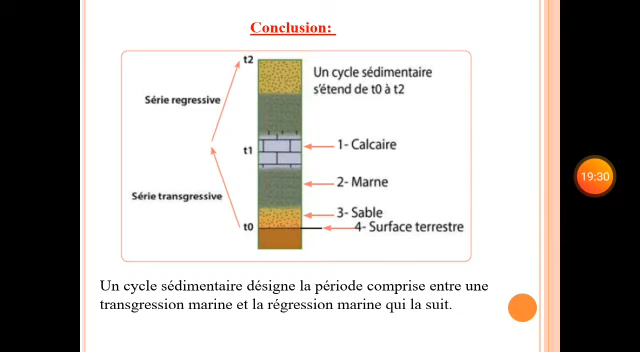 Conclusion:
t2
Un cycle sédimentaire
s'étend de t0 à t2
Série regressive
t1
1- Calcaire
2- Marne
Série transgressive
3- Sable
t0
4- Surface terrestre
19:30
Un cycle sédimentaire désigne la période comprise entre une
transgression marine et la régression marine qui la suit.